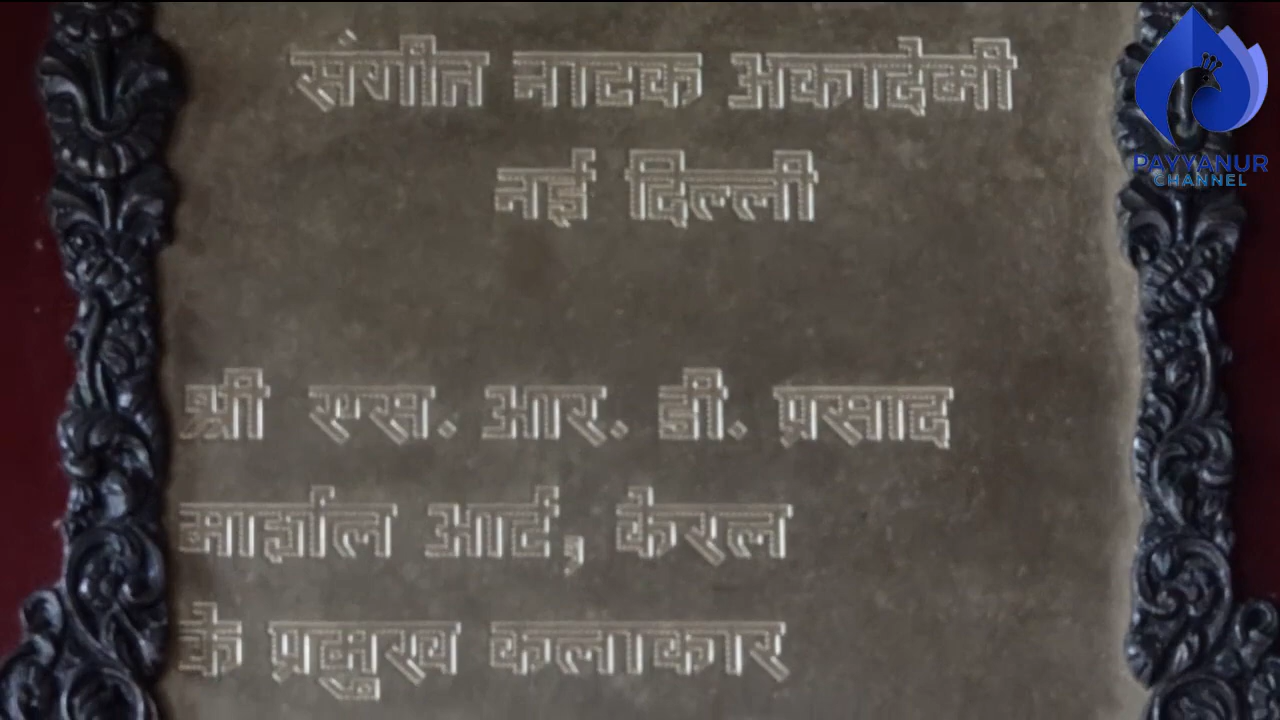 संगीत नाटक अकादेमी
नई दिल्ली
श्री एस. आर. डी. प्रसाद
मार्शल आर्ट, केरल
के प्रमुख कलाकार
PAYYANUR
CHANNEL